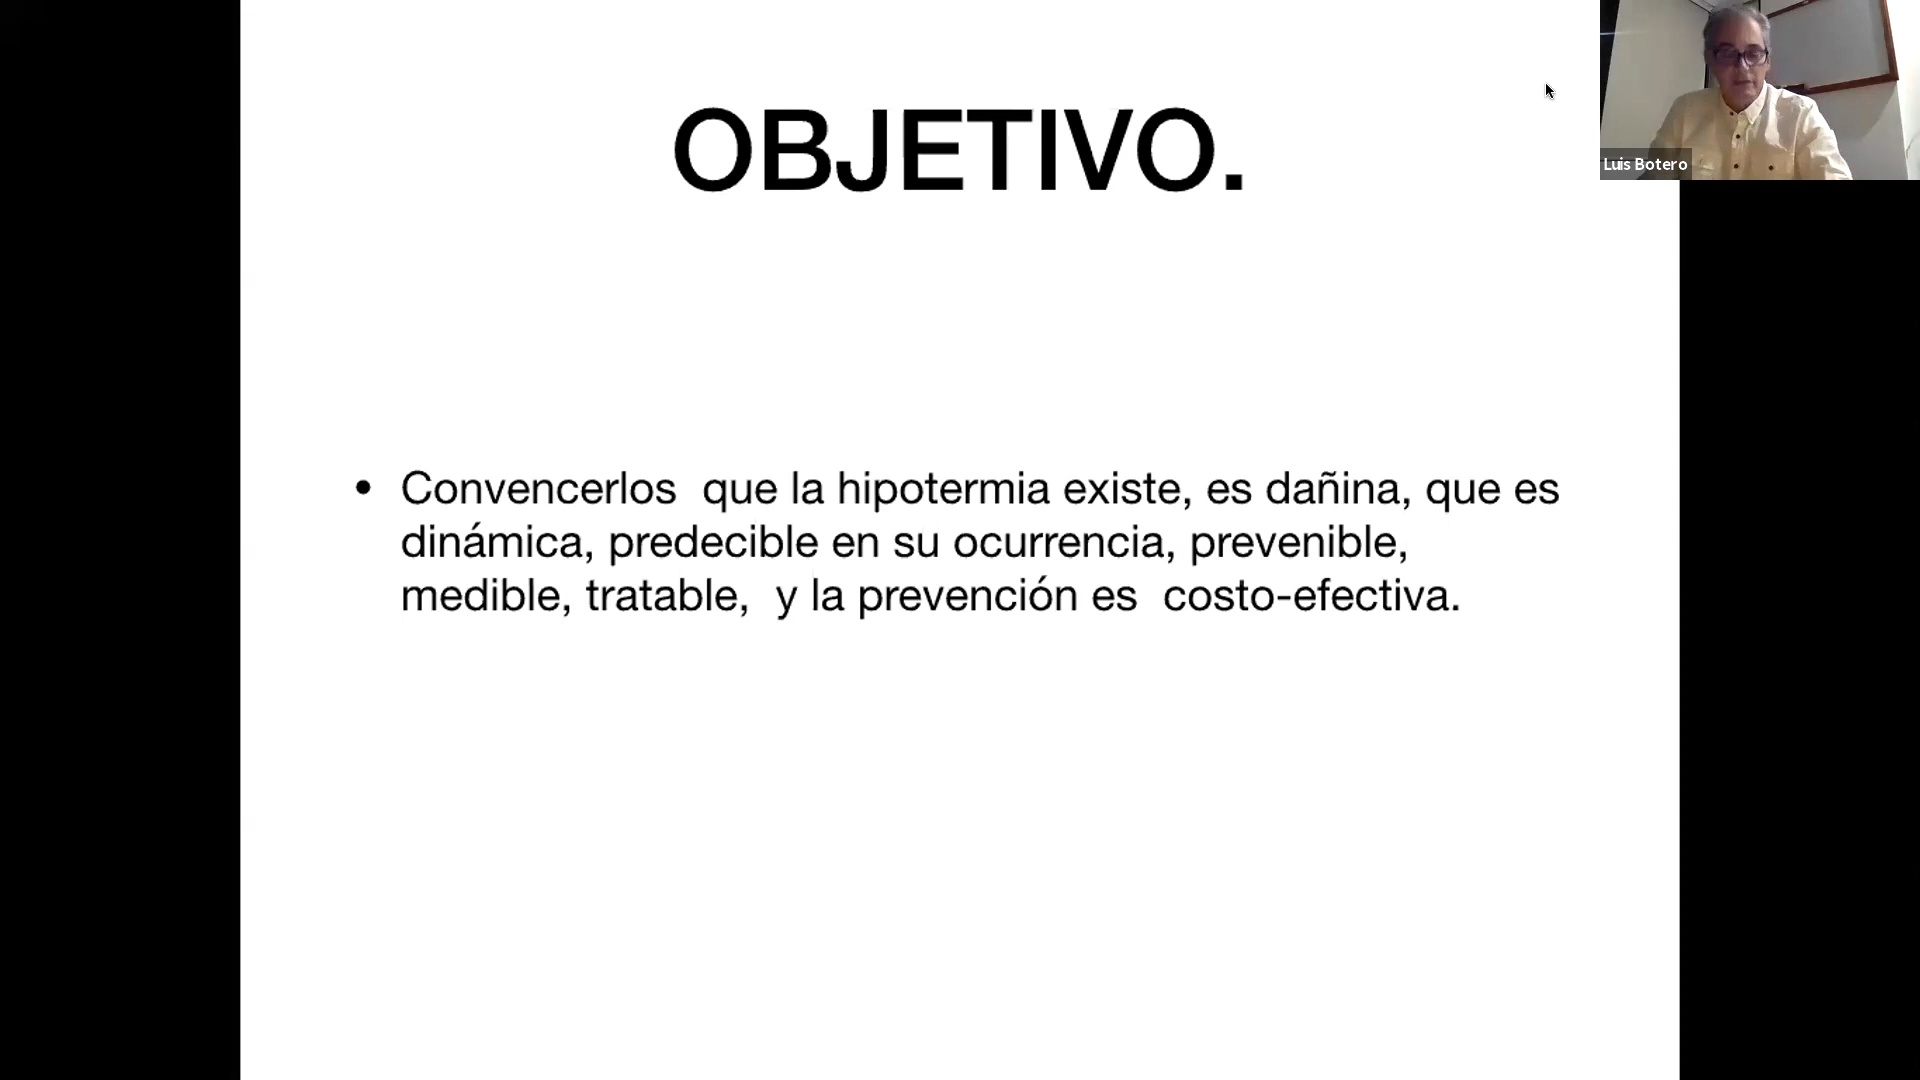 OBJETIVO.
Luis Botero
• Convencerlos  que la hipotermia existe, es dañina, que es
dinámica, predecible en su ocurrencia, prevenible,
medible, tratable,  y la prevención es  costo-efectiva.